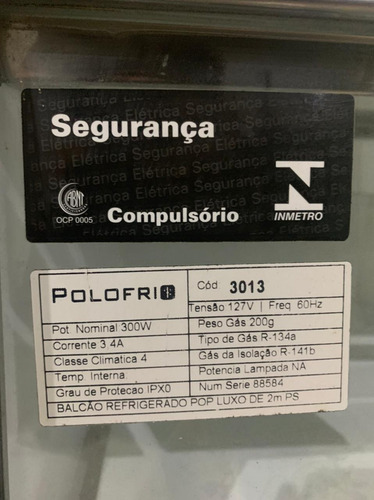 Segurança
Compulsório
ABNT
OCP 0005
INMETRO
POLOFRIO
Cód 3013
Tensão 127V | Freq 60Hz
Pot Nominal 300W
Peso Gás 200g
Corrente 3.4A
Tipo de Gás R-134a
Classe Climatica 4
Gás da Isolação R-141b
Temp. Interna
Potencia Lampada NA
Grau de Protecao IPX0
Num Serie 88584
BALCÃO REFRIGERADO POP LUXO DE 2m PS